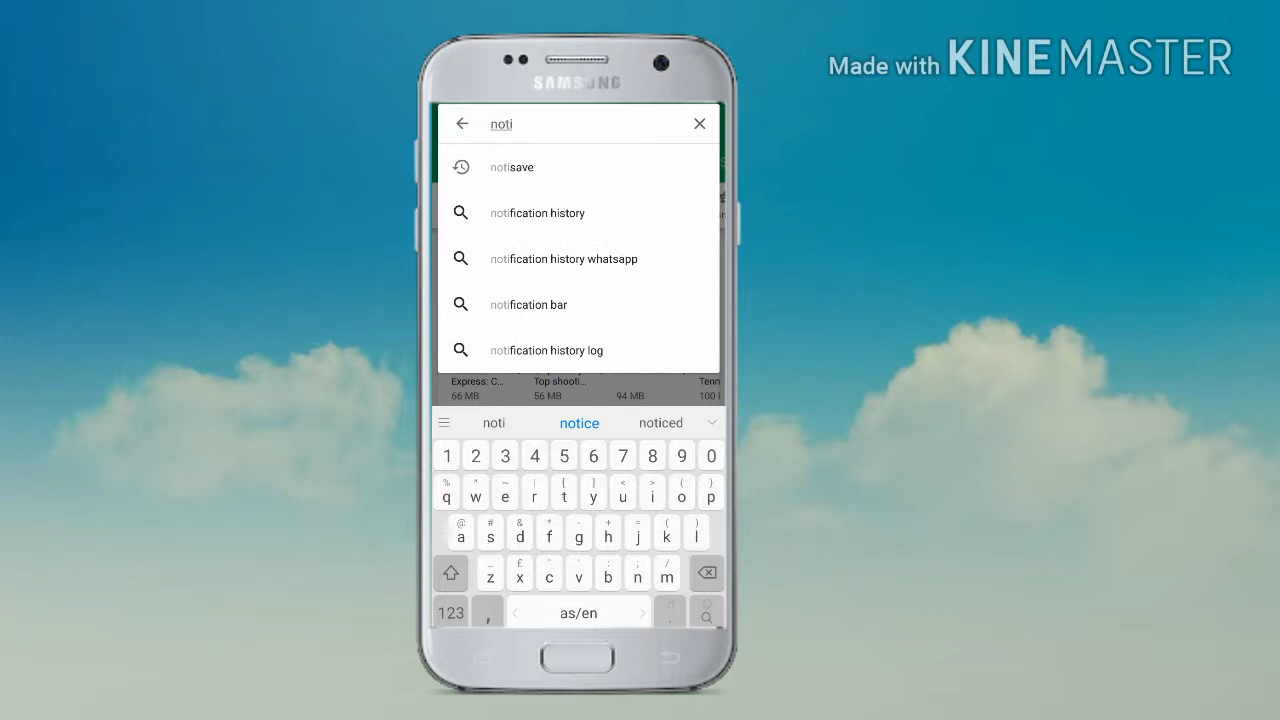 Made with KINEMASTER
SAMSUNG
noti
notisave
notification history
notification history whatsapp
notification bar
notification history log
Express: C... Top shooti... Tenn
66 MB 56 MB 94 MB
noti notice noticed
1 2 3 4 5 6 7 8 9 0
% ^ ~ | [ ] < > { }
q w e r t y u i o p
@ # & * - + = ( )
a s d f g h j k l
z x c v b n m
123 , as/en .